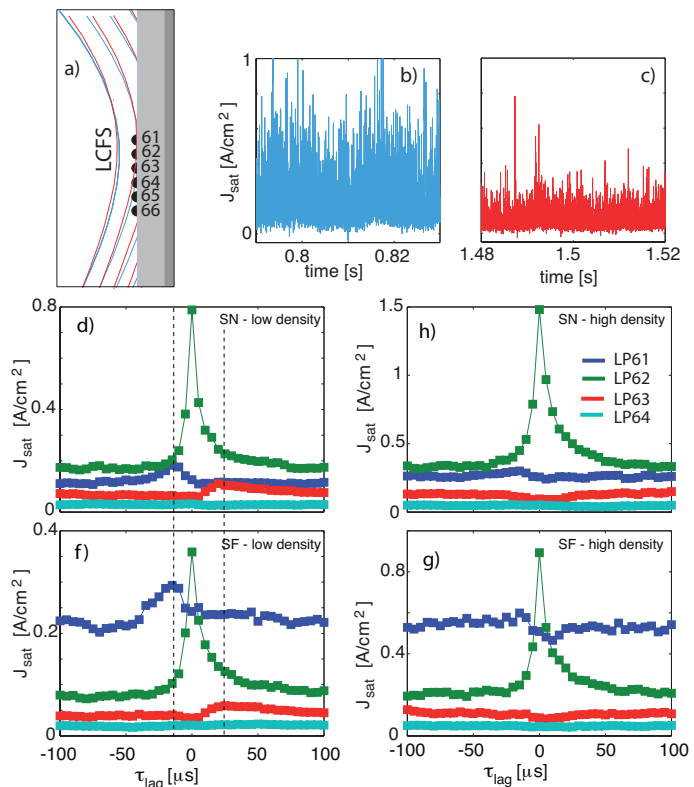 a)
LCFS
61
62
63
64
65
66
b)
J_sat [A/cm²]
1
0
0.8
0.82
time [s]
c)
1.48
1.5
1.52
time [s]
d)
SN - low density
J_sat [A/cm²]
0.8
0.4
0
h)
SN - high density
J_sat [A/cm²]
1.5
1
0.5
0
LP61
LP62
LP63
LP64
f)
SF - low density
J_sat [A/cm²]
0.4
0.2
0
-100
-50
0
50
100
τ_lag [μs]
g)
SF - high density
J_sat [A/cm²]
1
0.4
0
-100
-50
0
50
100
τ_lag [μs]